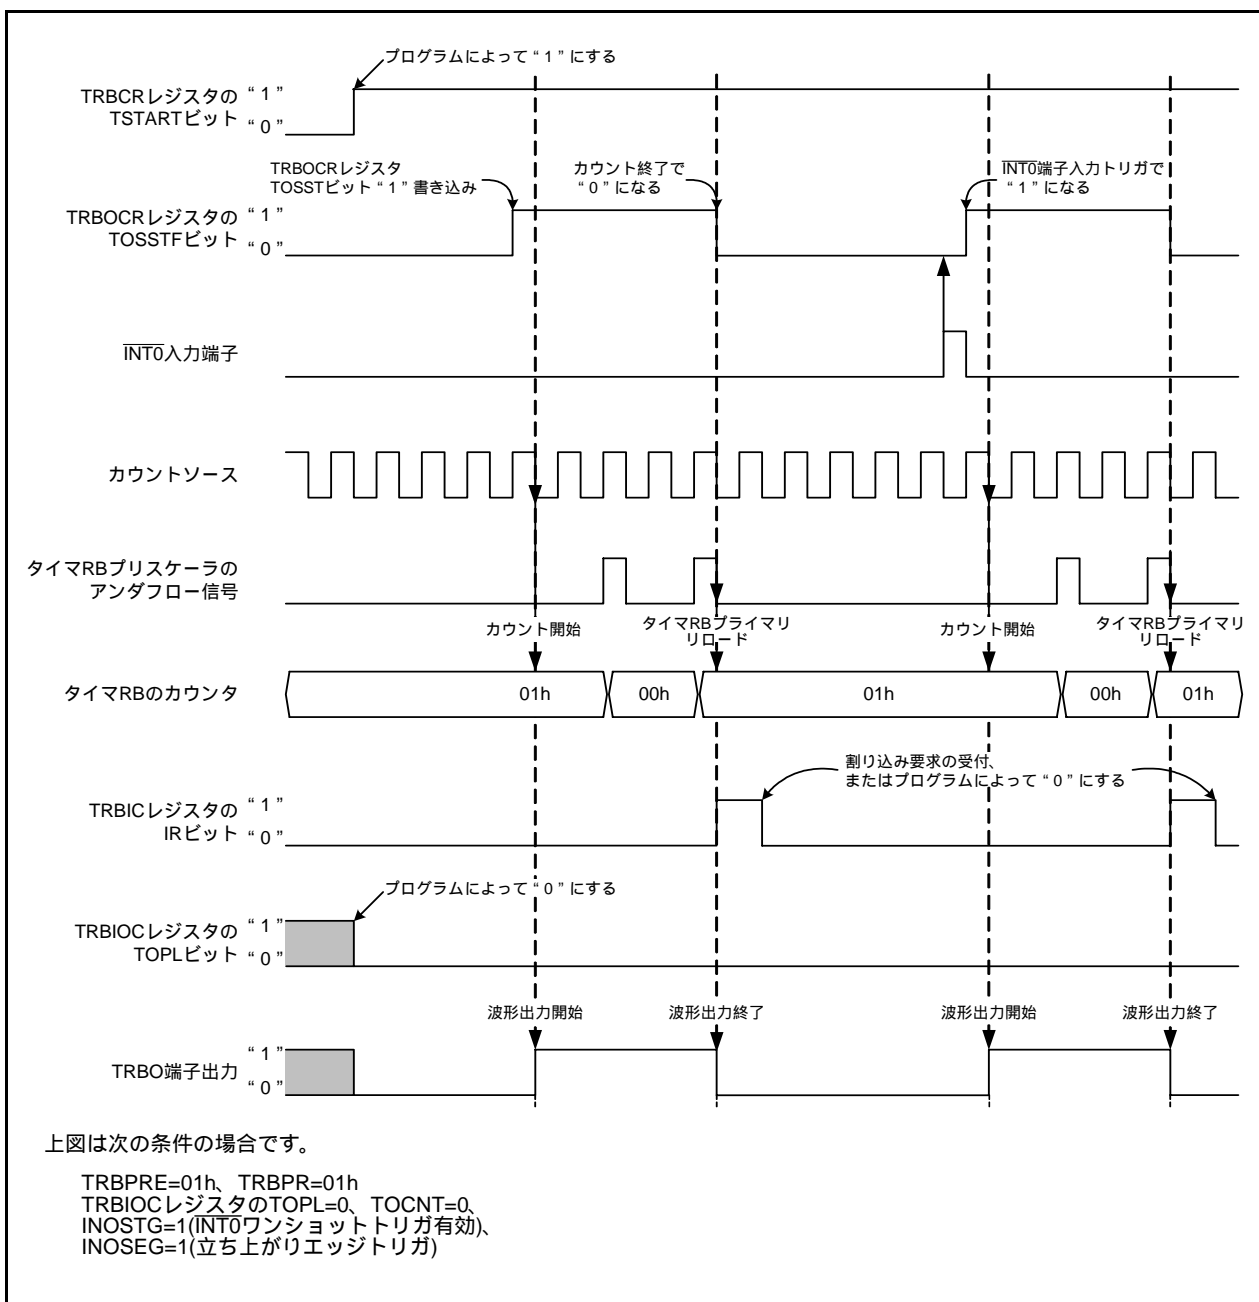 プログラムによって“1”にする
TRBCRレジスタの
TSTARTビット
“1”
“0”
TRBOCRレジスタ
TOSSTビット“1”書き込み
カウント終了で
“0”になる
INT0端子入力トリガで
“1”になる
TRBOCRレジスタの
TOSSTFビット
“1”
“0”
INT0入力端子
カウントソース
タイマRBプリスケーラの
アンダフロー信号
カウント開始
タイマRBプライマリ
リロード
カウント開始
タイマRBプライマリ
リロード
タイマRBのカウンタ
01h
00h
01h
00h
01h
割り込み要求の受付、
またはプログラムによって“0”にする
TRBICレジスタの
IRビット
“1”
“0”
プログラムによって“0”にする
TRBIOCレジスタの
TOPLビット
“1”
“0”
波形出力開始
波形出力終了
波形出力開始
波形出力終了
TRBO端子出力
“1”
“0”
上図は次の条件の場合です。
TRBPRE=01h、TRBPR=01h
TRBIOCレジスタのTOPL=0、TOCNT=0、
INOSTG=1(INT0ワンショットトリガ有効)、
INOSEG=1(立ち上がりエッジトリガ)